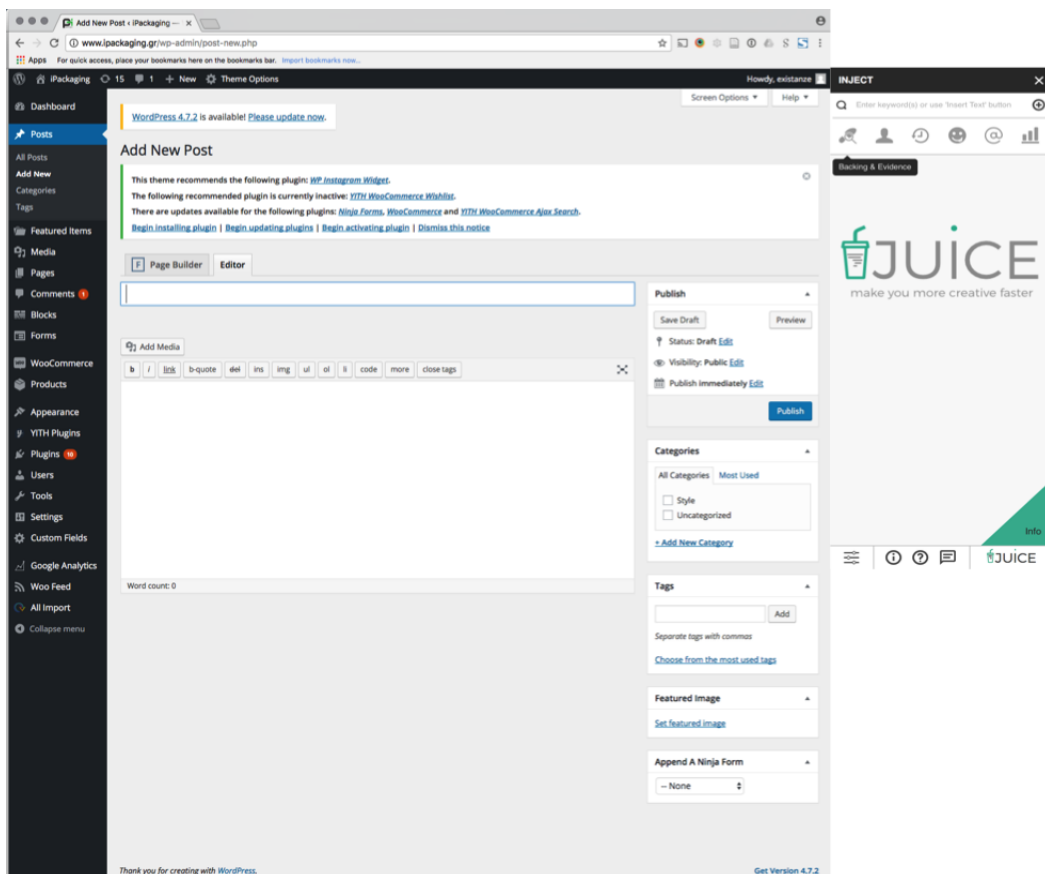 Add New Post ‹ iPackaging —
www.ipackaging.gr/wp-admin/post-new.php
Apps For quick access, place your bookmarks here on the bookmarks bar. Import bookmarks now...
iPackaging 15 1 + New Theme Options Howdy, existanze
Dashboard
Posts
All Posts
Add New
Categories
Tags
Featured Items
Media
Pages
Comments 1
Blocks
Forms
WooCommerce
Products
Appearance
YITH Plugins
Plugins 10
Users
Tools
Settings
Custom Fields
Google Analytics
Woo Feed
All Import
Collapse menu
Screen Options Help
WordPress 4.7.2 is available! Please update now.
Add New Post
This theme recommends the following plugin: WP Instagram Widget.
The following recommended plugin is currently inactive: YITH WooCommerce Wishlist.
There are updates available for the following plugins: Ninja Forms, WooCommerce and YITH WooCommerce Ajax Search.
Begin installing plugin | Begin updating plugins | Begin activating plugin | Dismiss this notice
Page Builder Editor
Add Media
b i link b-quote del ins img ul ol li code more close tags
Word count: 0
Publish
Save Draft Preview
Status: Draft Edit
Visibility: Public Edit
Publish immediately Edit
Publish
Categories
All Categories Most Used
Style
Uncategorized
+ Add New Category
Tags
Add
Separate tags with commas
Choose from the most used tags
Featured Image
Set featured image
Append A Ninja Form
-- None
Thank you for creating with WordPress. Get Version 4.7.2
INJECT
Enter keyword(s) or use 'Insert Text' button
Backing & Evidence
JUICE
make you more creative faster
Info
JUICE